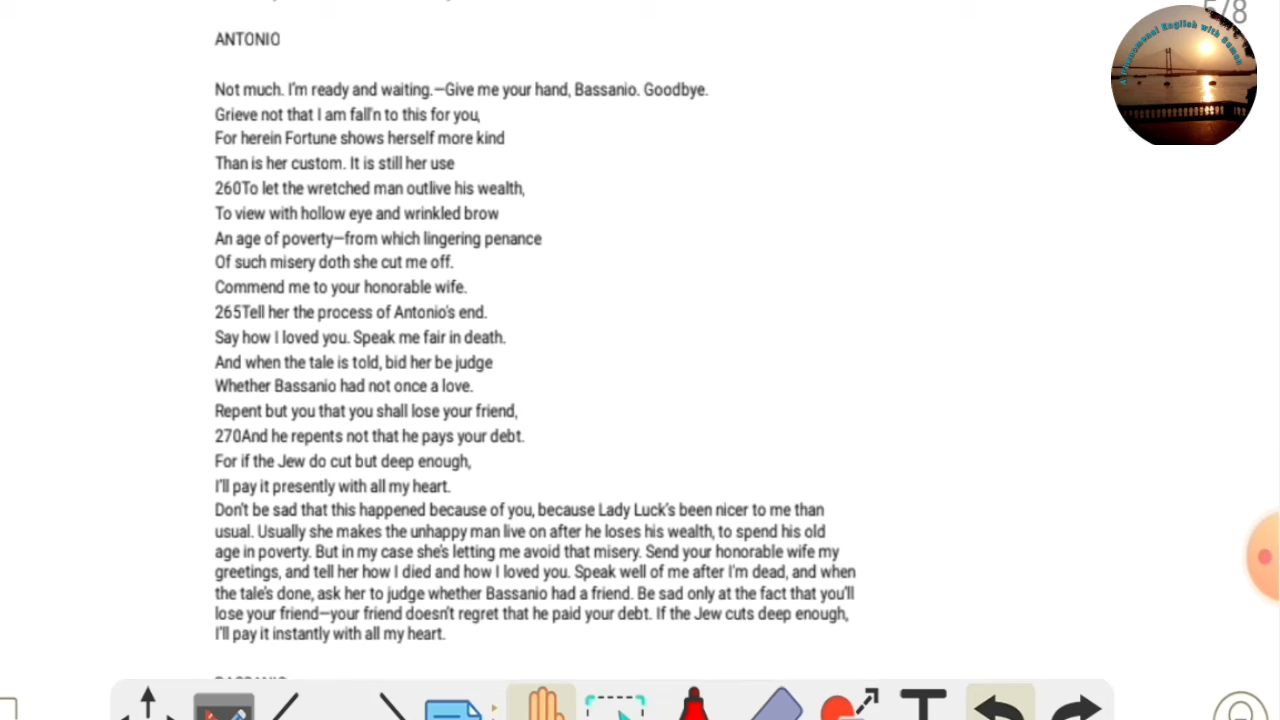 5/8
A Phenomenal English with Suman
ANTONIO
Not much. I'm ready and waiting.—Give me your hand, Bassanio. Goodbye.
Grieve not that I am fall'n to this for you,
For herein Fortune shows herself more kind
Than is her custom. It is still her use
260To let the wretched man outlive his wealth,
To view with hollow eye and wrinkled brow
An age of poverty—from which lingering penance
Of such misery doth she cut me off.
Commend me to your honorable wife.
265Tell her the process of Antonio's end.
Say how I loved you. Speak me fair in death.
And when the tale is told, bid her be judge
Whether Bassanio had not once a love.
Repent but you that you shall lose your friend,
270And he repents not that he pays your debt.
For if the Jew do cut but deep enough,
I'll pay it presently with all my heart.
Don't be sad that this happened because of you, because Lady Luck's been nicer to me than
usual. Usually she makes the unhappy man live on after he loses his wealth, to spend his old
age in poverty. But in my case she's letting me avoid that misery. Send your honorable wife my
greetings, and tell her how I died and how I loved you. Speak well of me after I'm dead, and when
the tale's done, ask her to judge whether Bassanio had a friend. Be sad only at the fact that you'll
lose your friend—your friend doesn't regret that he paid your debt. If the Jew cuts deep enough,
I'll pay it instantly with all my heart.